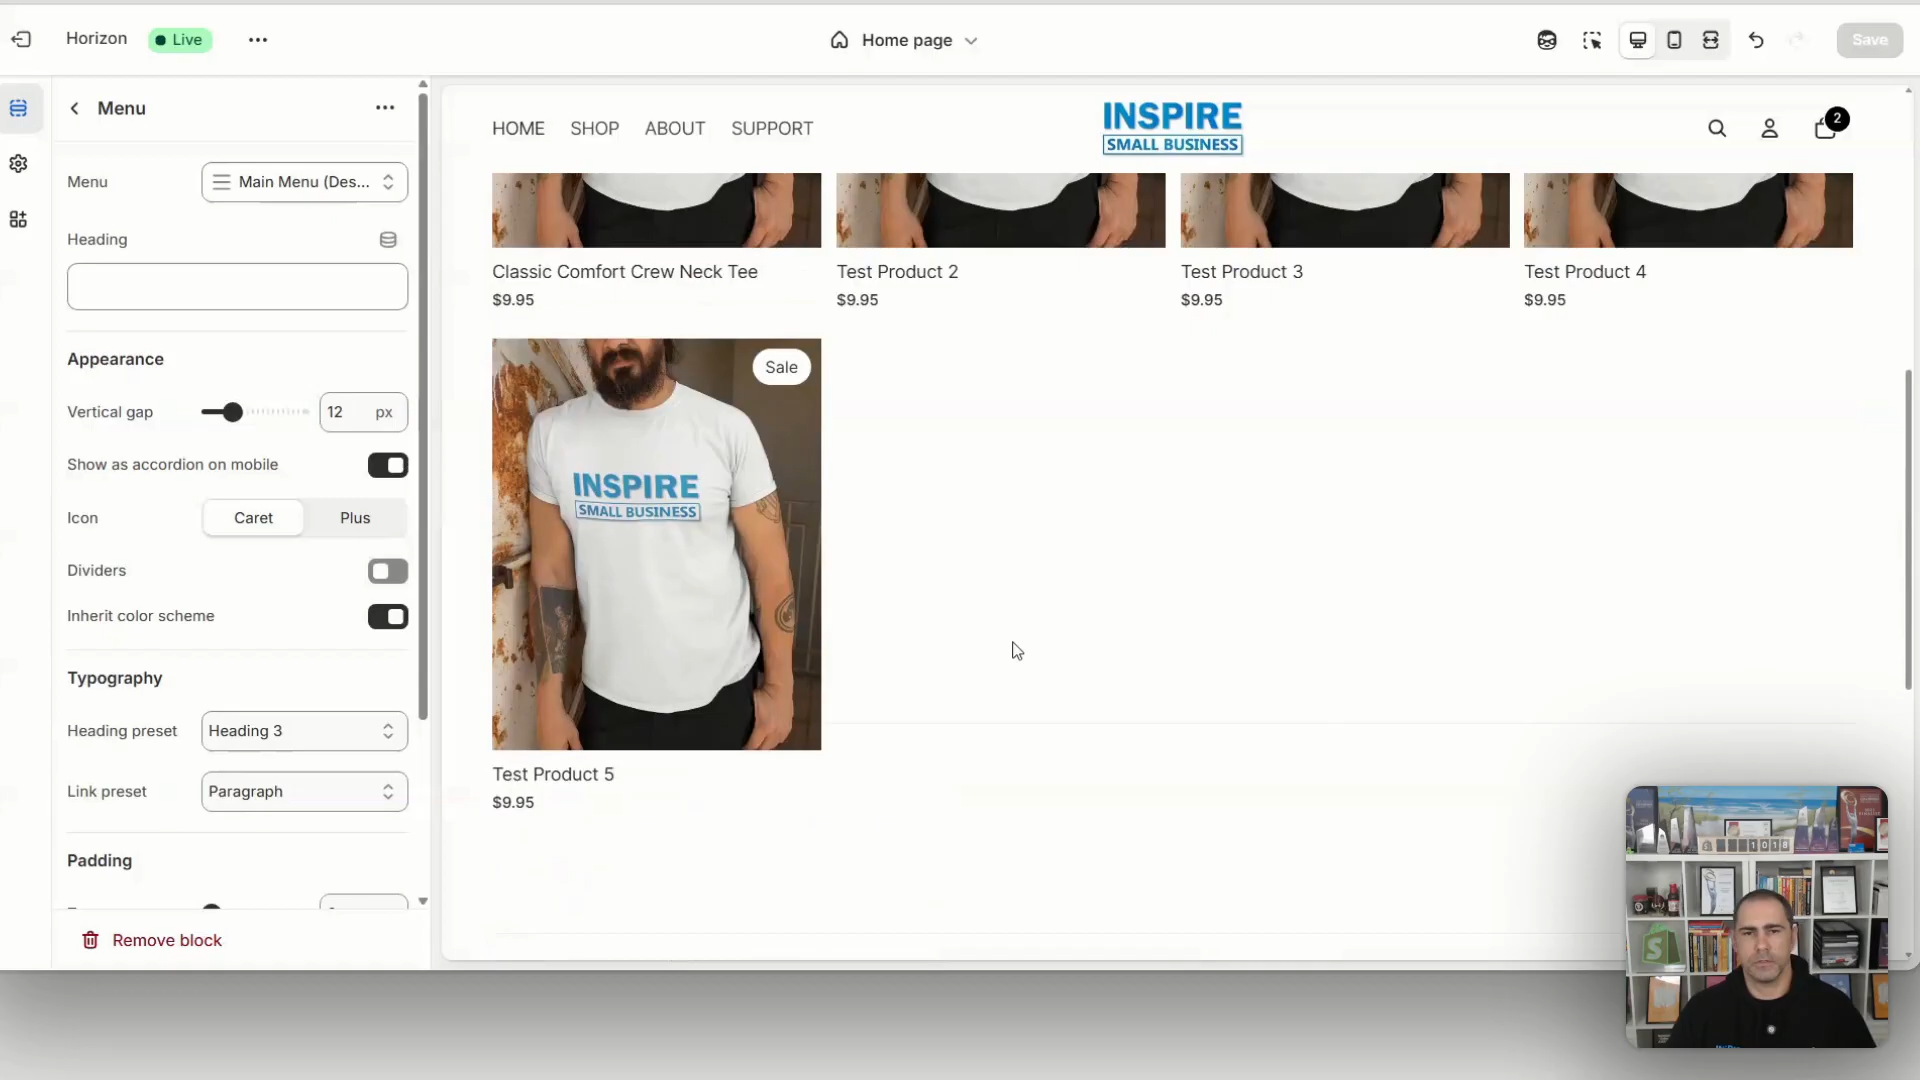 Horizon
Live
Home page
Save
Menu
Menu
Main Menu (Des...
Heading
Appearance
Vertical gap
12
px
Show as accordion on mobile
Icon
Caret
Plus
Dividers
Inherit color scheme
Typography
Heading preset
Heading 3
Link preset
Paragraph
Padding
Remove block
HOME
SHOP
ABOUT
SUPPORT
INSPIRE
SMALL BUSINESS
2
Classic Comfort Crew Neck Tee
$9.95
Test Product 2
$9.95
Test Product 3
$9.95
Test Product 4
$9.95
Sale
INSPIRE
SMALL BUSINESS
Test Product 5
$9.95
1 0 1 8